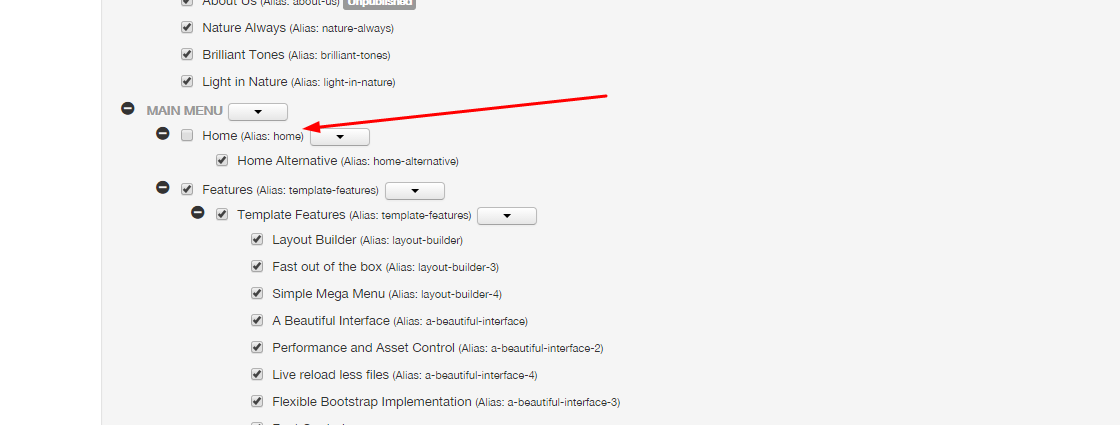 About Us (Alias: about-us) Unpublished
Nature Always (Alias: nature-always)
Brilliant Tones (Alias: brilliant-tones)
Light in Nature (Alias: light-in-nature)
MAIN MENU
Home (Alias: home)
Home Alternative (Alias: home-alternative)
Features (Alias: template-features)
Template Features (Alias: template-features)
Layout Builder (Alias: layout-builder)
Fast out of the box (Alias: layout-builder-3)
Simple Mega Menu (Alias: layout-builder-4)
A Beautiful Interface (Alias: a-beautiful-interface)
Performance and Asset Control (Alias: a-beautiful-interface-2)
Live reload less files (Alias: a-beautiful-interface-4)
Flexible Bootstrap Implementation (Alias: a-beautiful-interface-3)